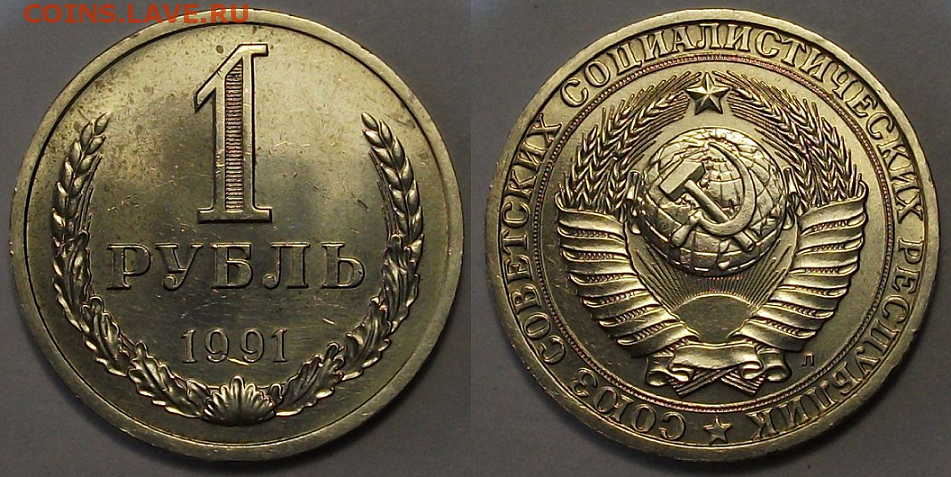 COINS.LAVE.RU
1
РУБЛЬ
1991
СОЮЗ СОВЕТСКИХ СОЦИАЛИСТИЧЕСКИХ РЕСПУБЛИК
Л